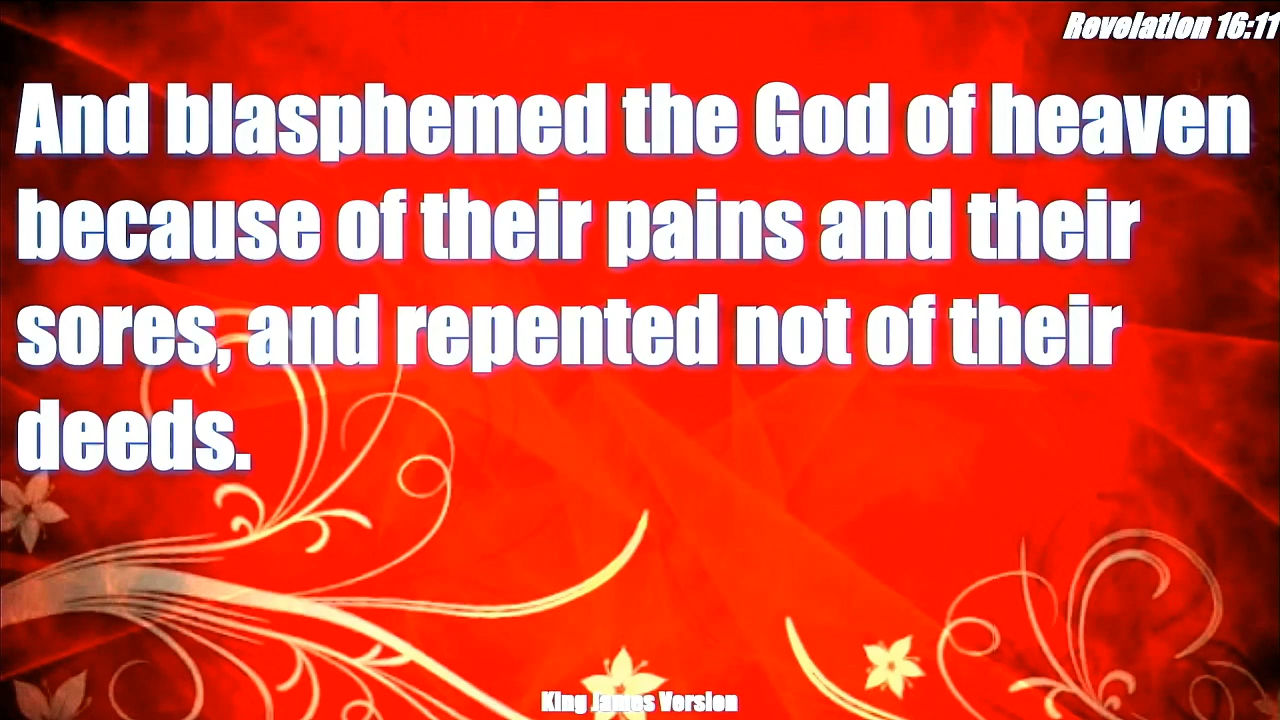 Revelation 16:11
And blasphemed the God of heaven
because of their pains and their
sores, and repented not of their
deeds.
King James Version